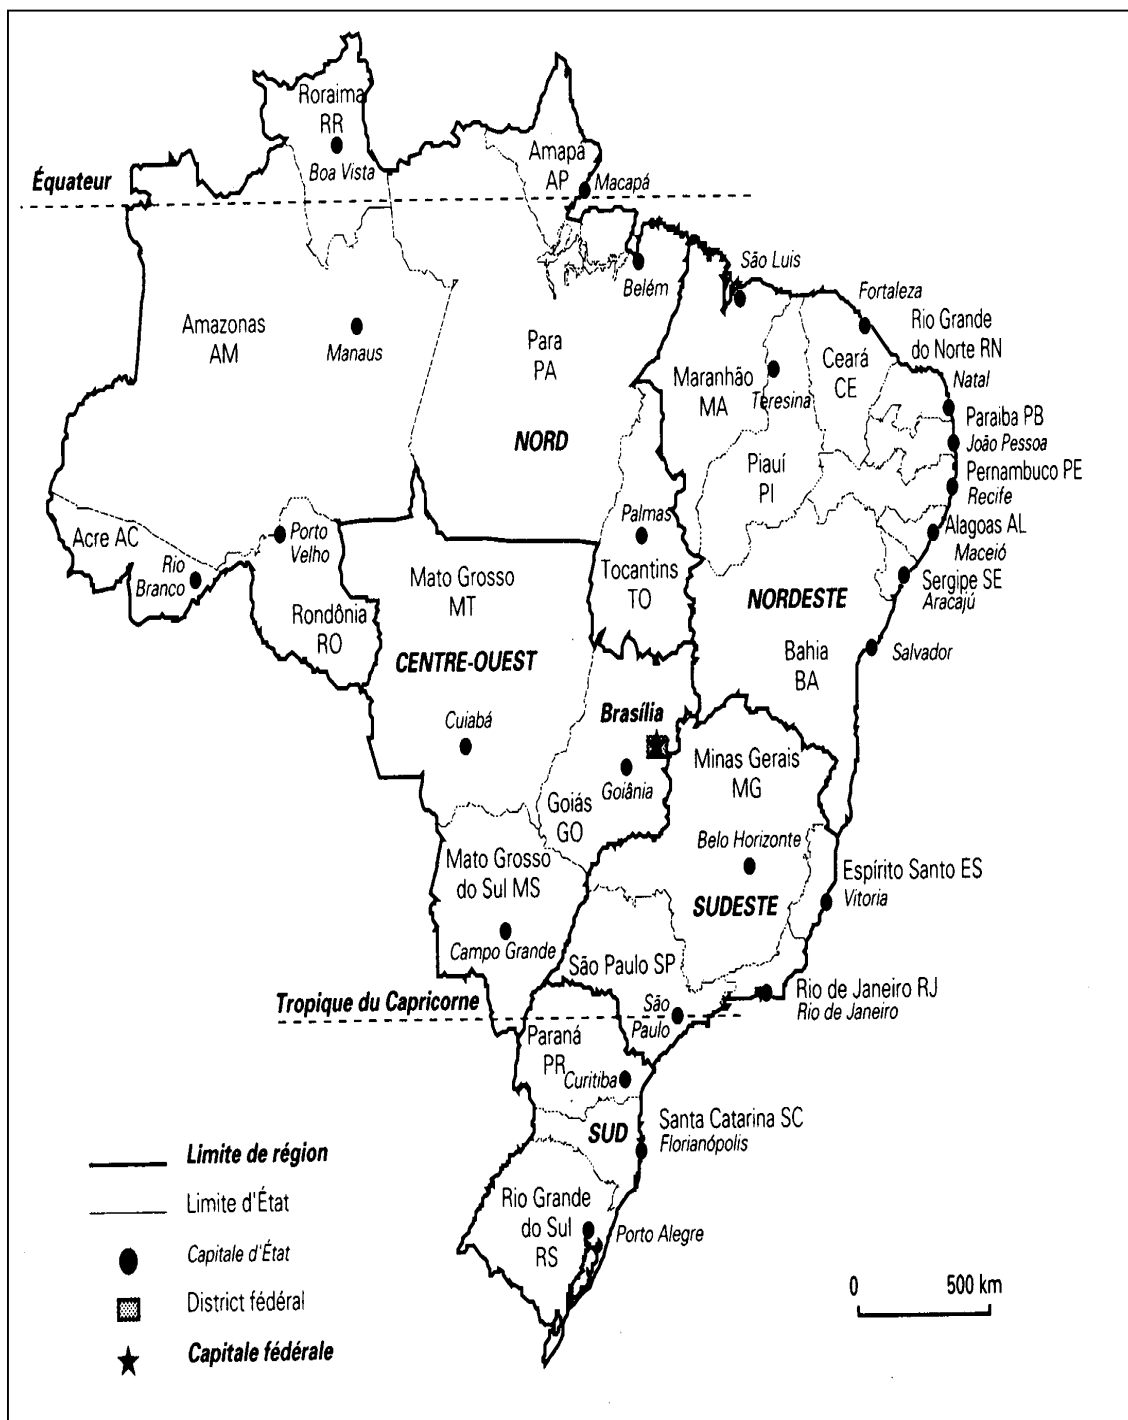 Roraima
RR
Boa Vista
Amapá
AP
Macapá
Équateur
São Luis
Belém
Fortaleza
Amazonas
AM
Manaus
Para
PA
Rio Grande
do Norte RN
Ceará
CE
Maranhão
MA
Teresina
Natal
Paraiba PB
João Pessoa
NORD
Piauí
PI
Pernambuco PE
Recife
Palmas
Alagoas AL
Maceió
Acre AC
Rio
Branco
Porto
Velho
Mato Grosso
MT
Tocantins
TO
NORDESTE
Sergipe SE
Aracajú
Rondônia
RO
CENTRE-OUEST
Bahia
BA
Salvador
Brasília
Cuiabá
Minas Gerais
MG
Goiânia
Goiás
GO
Belo Horizonte
Mato Grosso
do Sul MS
Espírito Santo ES
Vitoria
SUDESTE
Campo Grande
São Paulo SP
Tropique du Capricorne
São
Paulo
Rio de Janeiro RJ
Rio de Janeiro
Paraná
PR
Curitiba
SUD
Santa Catarina SC
Florianópolis
Rio Grande
do Sul
RS
Porto Alegre
Limite de région
Limite d'État
Capitale d'État
District fédéral
Capitale fédérale
0 500 km